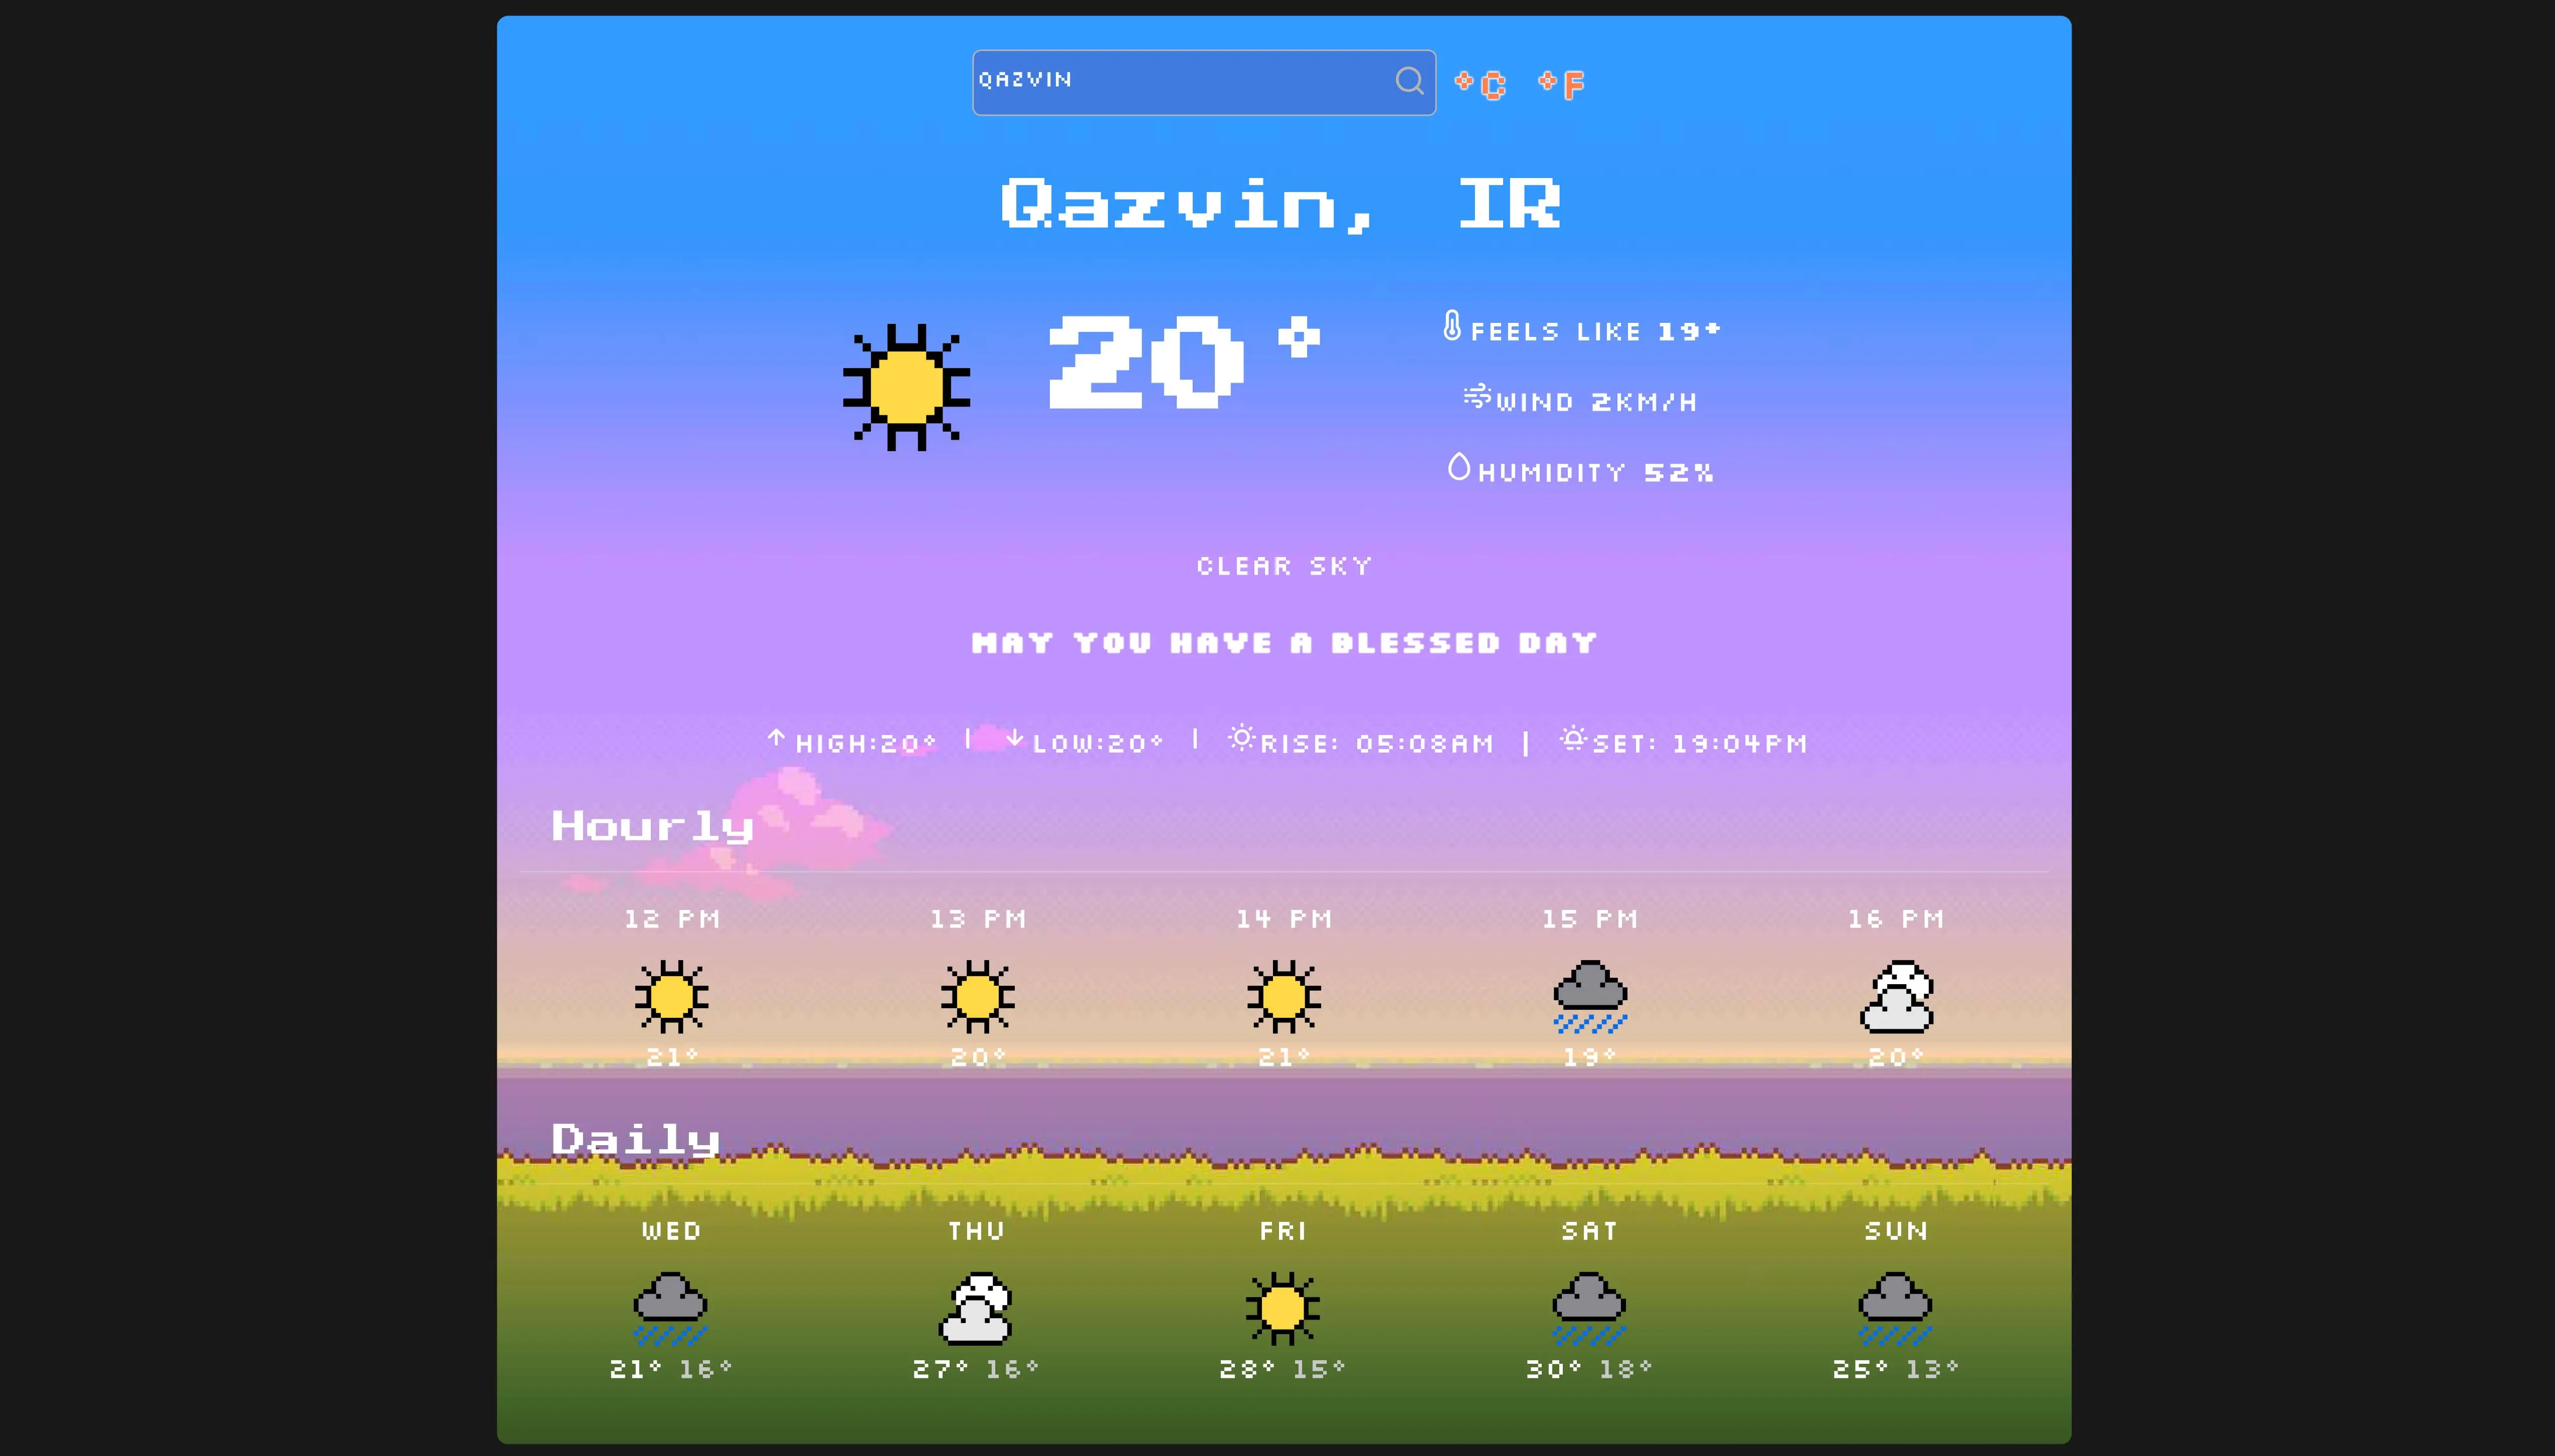 QAZVIN °C °F
Qazvin, IR
20°
FEELS LIKE 19°
WIND 2KM/H
HUMIDITY 52%
CLEAR SKY
MAY YOU HAVE A BLESSED DAY
HIGH:20° | LOW:20° | RISE: 05:08AM | SET: 19:04PM
Hourly
12 PM 13 PM 14 PM 15 PM 16 PM
21° 20° 21° 19° 20°
Daily
WED THU FRI SAT SUN
21° 16° 27° 16° 28° 15° 30° 18° 25° 13°